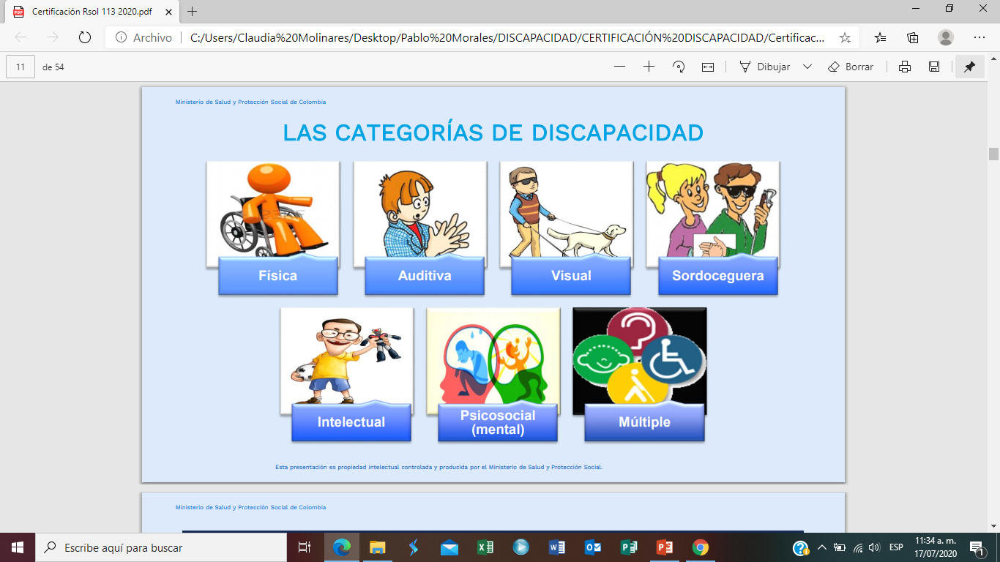 Certificación Rsol 113 2020.pdf
Archivo
C:/Users/Claudia%20Molinares/Desktop/Pablo%20Morales/DISCAPACIDAD/CERTIFICACIÓN%20DISCAPACIDAD/Certificac...
11 de 54
Dibujar
Borrar
Ministerio de Salud y Protección Social de Colombia
LAS CATEGORÍAS DE DISCAPACIDAD
Física
Auditiva
Visual
Sordoceguera
Intelectual
Psicosocial
(mental)
Múltiple
Esta presentación es propiedad intelectual controlada y producida por el Ministerio de Salud y Protección Social.
Ministerio de Salud y Protección Social de Colombia
Escribe aquí para buscar
ESP
11:34 a. m.
17/07/2020
1